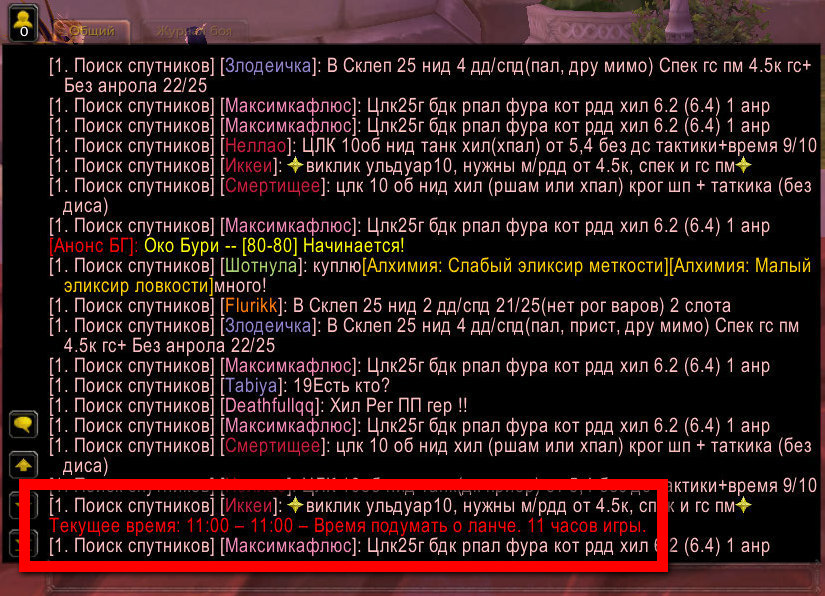 0
Общий
Журнал боя
[1. Поиск спутников] [Злодеичка]: В Склеп 25 нид 4 дд/спд(пал, дру мимо) Спек гс пм 4.5к гс+
Без анрола 22/25
[1. Поиск спутников] [Максимкафлюс]: Цлк25г бдк рпал фура кот рдд хил 6.2 (6.4) 1 анр
[1. Поиск спутников] [Максимкафлюс]: Цлк25г бдк рпал фура кот рдд хил 6.2 (6.4) 1 анр
[1. Поиск спутников] [Неллао]: ЦЛК 10об нид танк хил(хпал) от 5,4 без дс тактики+время 9/10
[1. Поиск спутников] [Иккеи]: виклик ульдуар10, нужны м/рдд от 4.5к, спек и гс пм
[1. Поиск спутников] [Смертищее]: цлк 10 об нид хил (ршам или хпал) крог шп + таткика (без
диса)
[1. Поиск спутников] [Максимкафлюс]: Цлк25г бдк рпал фура кот рдд хил 6.2 (6.4) 1 анр
[Анонс БГ]: Око Бури -- [80-80] Начинается!
[1. Поиск спутников] [Шотнула]: куплю[Алхимия: Слабый эликсир меткости][Алхимия: Малый
эликсир ловкости]много!
[1. Поиск спутников] [Flurikk]: В Склеп 25 нид 2 дд/спд 21/25(нет рог варов) 2 слота
[1. Поиск спутников] [Злодеичка]: В Склеп 25 нид 4 дд/спд(пал, прист, дру мимо) Спек гс пм
4.5к гс+ Без анрола 22/25
[1. Поиск спутников] [Максимкафлюс]: Цлк25г бдк рпал фура кот рдд хил 6.2 (6.4) 1 анр
[1. Поиск спутников] [Tabiya]: 19Есть кто?
[1. Поиск спутников] [Deathfullqq]: Хил Рег ПП гер !!
[1. Поиск спутников] [Максимкафлюс]: Цлк25г бдк рпал фура кот рдд хил 6.2 (6.4) 1 анр
[1. Поиск спутников] [Смертищее]: цлк 10 об нид хил (ршам или хпал) крог шп + таткика (без
диса)
тактики+время 9/10
[1. Поиск спутников] [Иккеи]: виклик ульдуар10, нужны м/рдд от 4.5к, спек и гс пм
Текущее время: 11:00 – 11:00 – Время подумать о ланче. 11 часов игры.
[1. Поиск спутников] [Максимкафлюс]: Цлк25г бдк рпал фура кот рдд хил 6.2 (6.4) 1 анр